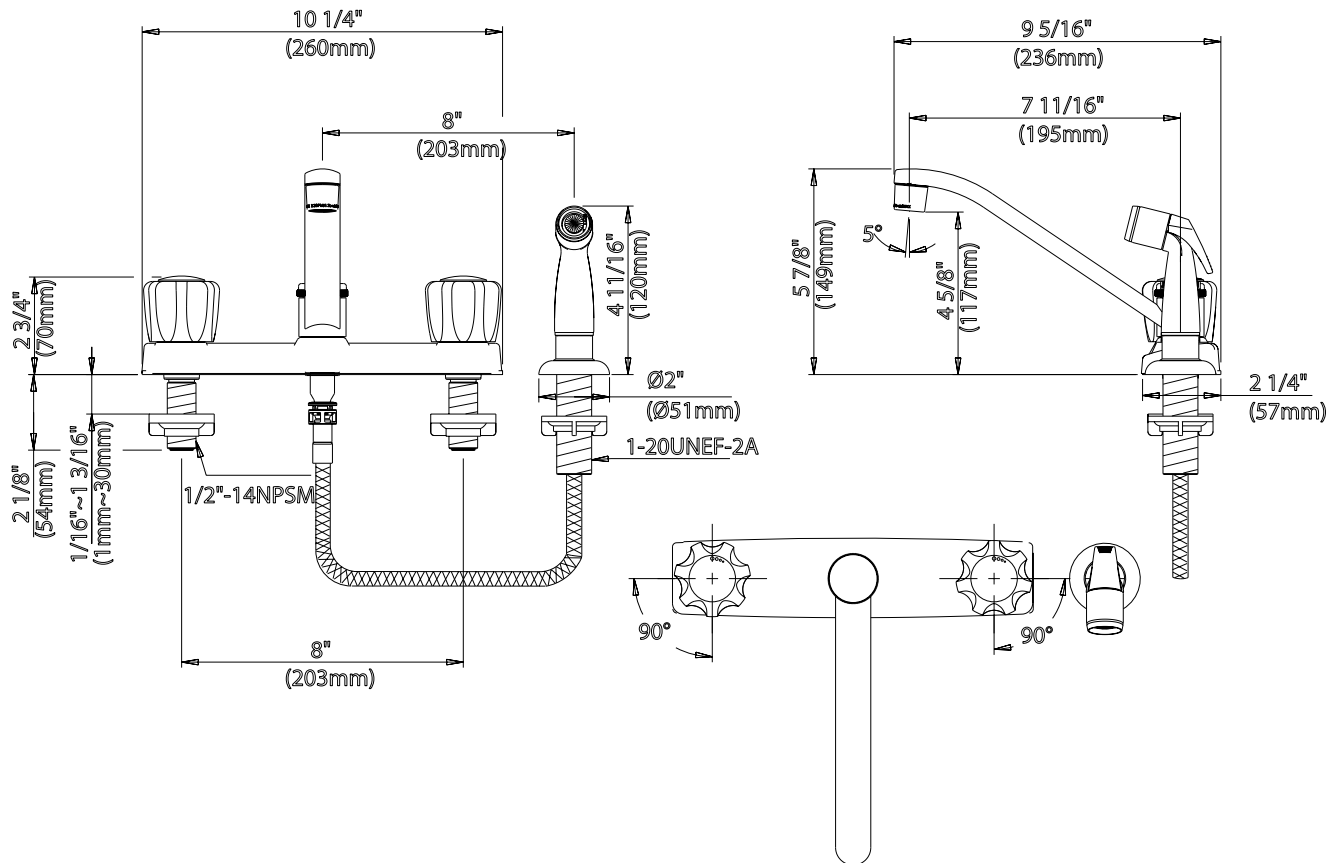 10 1/4"
(260mm)
8"
(203mm)
2 3/4"
(70mm)
4 11/16"
(120mm)
2 1/8"
(54mm)
1/16"~1 3/16"
(1mm~30mm)
Ø2"
(Ø51mm)
1-20UNEF-2A
1/2"-14NPSM
8"
(203mm)
9 5/16"
(236mm)
7 11/16"
(195mm)
5 7/8"
(149mm)
5°
4 5/8"
(117mm)
2 1/4"
(57mm)
90°
90°